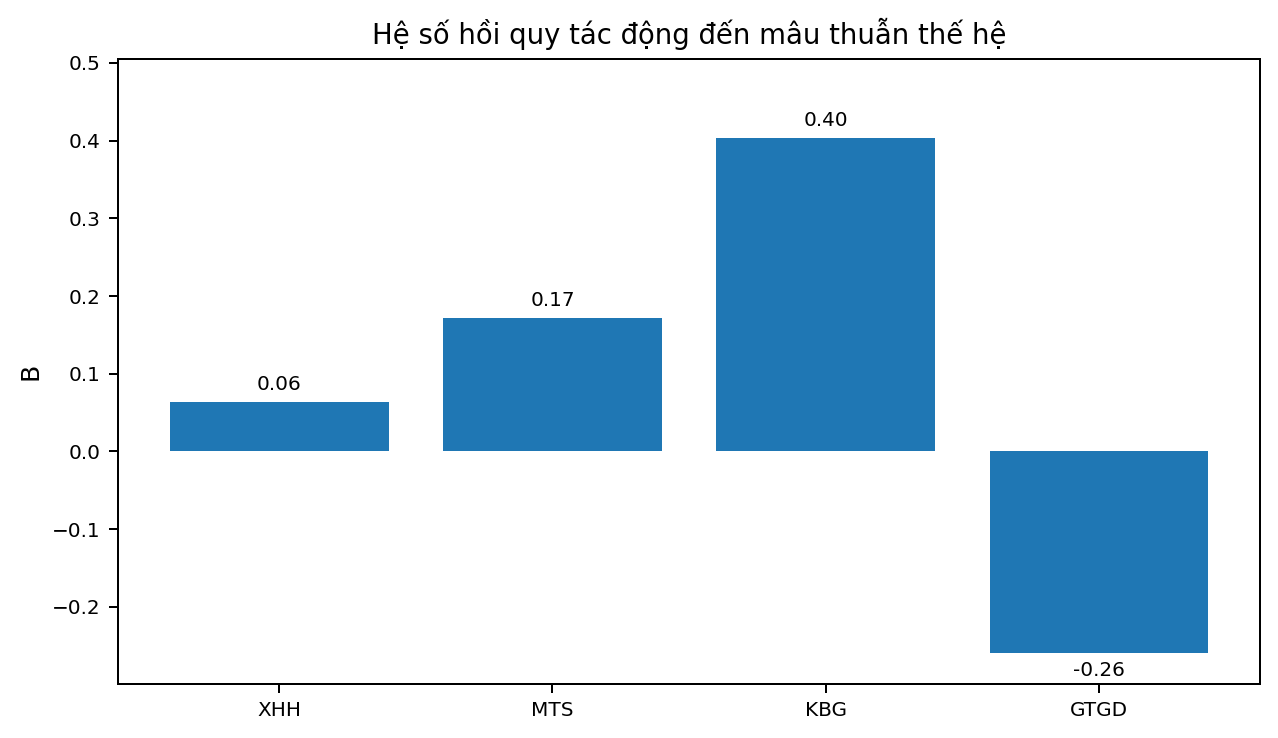 Hệ số hồi quy tác động đến mâu thuẫn thế hệ
0.5
0.4
0.3
0.2
0.1
0.0
−0.1
−0.2
B
0.06
0.17
0.40
-0.26
XHH
MTS
KBG
GTGD